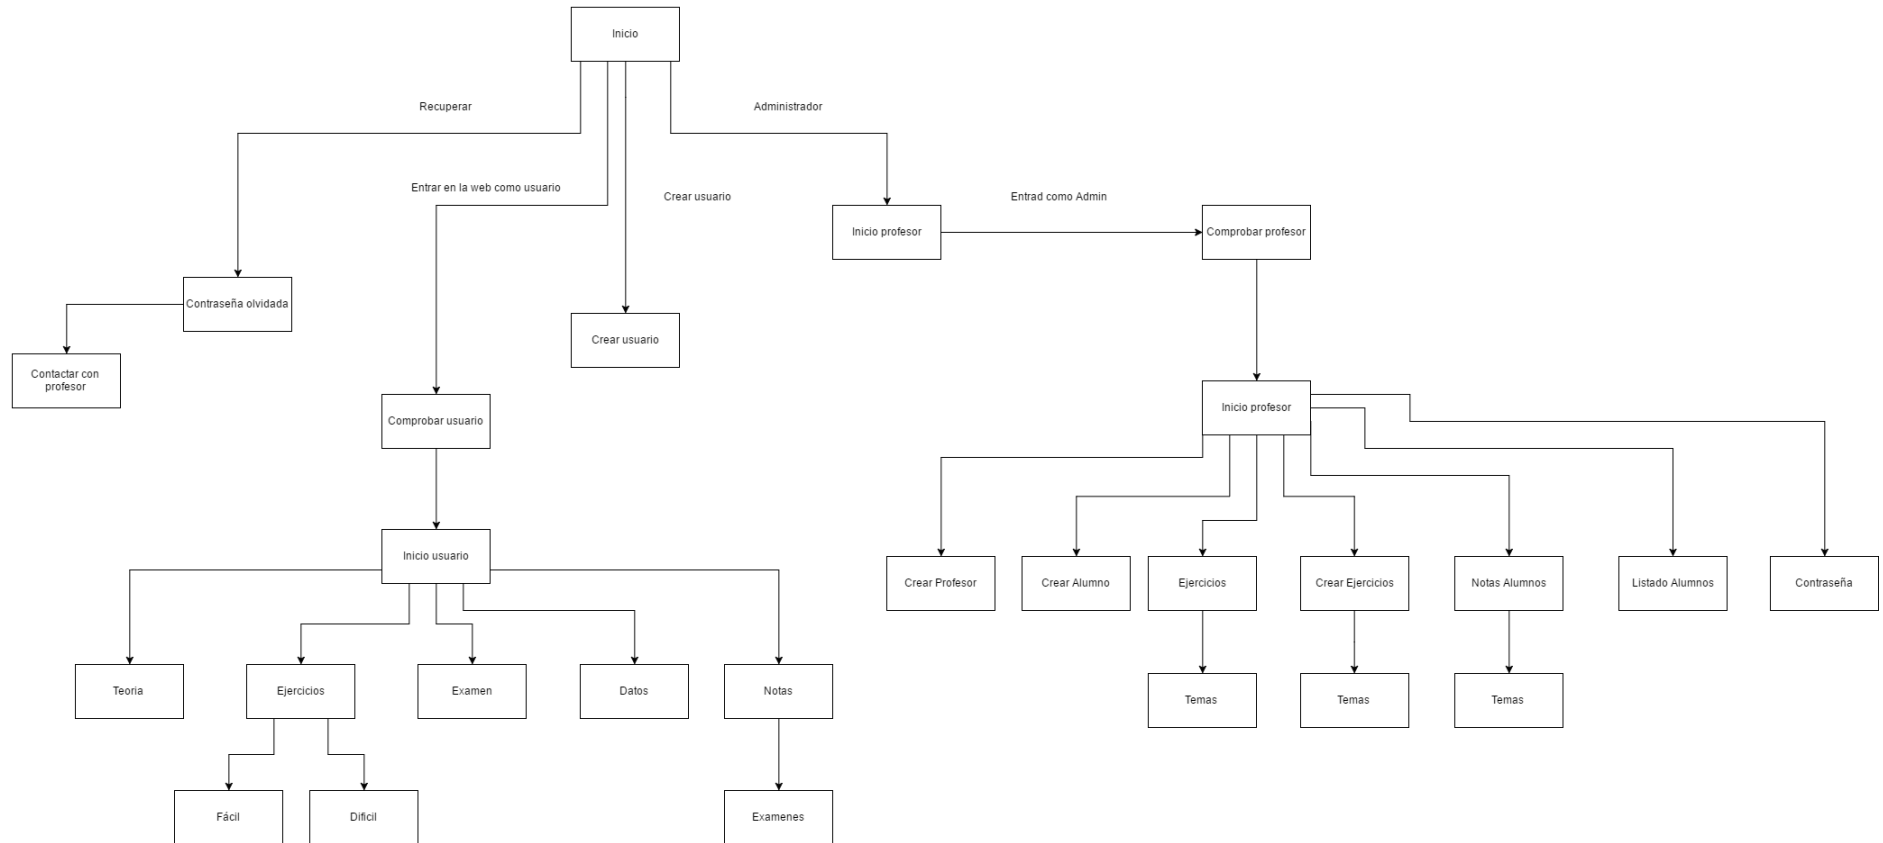 Inicio
Recuperar
Administrador
Entrar en la web como usuario
Crear usuario
Entrad como Admin
Inicio profesor
Comprobar profesor
Contraseña olvidada
Crear usuario
Contactar con
profesor
Comprobar usuario
Inicio profesor
Inicio usuario
Crear Profesor
Crear Alumno
Ejercicios
Crear Ejercicios
Notas Alumnos
Listado Alumnos
Contraseña
Teoria
Ejercicios
Examen
Datos
Notas
Temas
Temas
Temas
Fácil
Dificil
Examenes